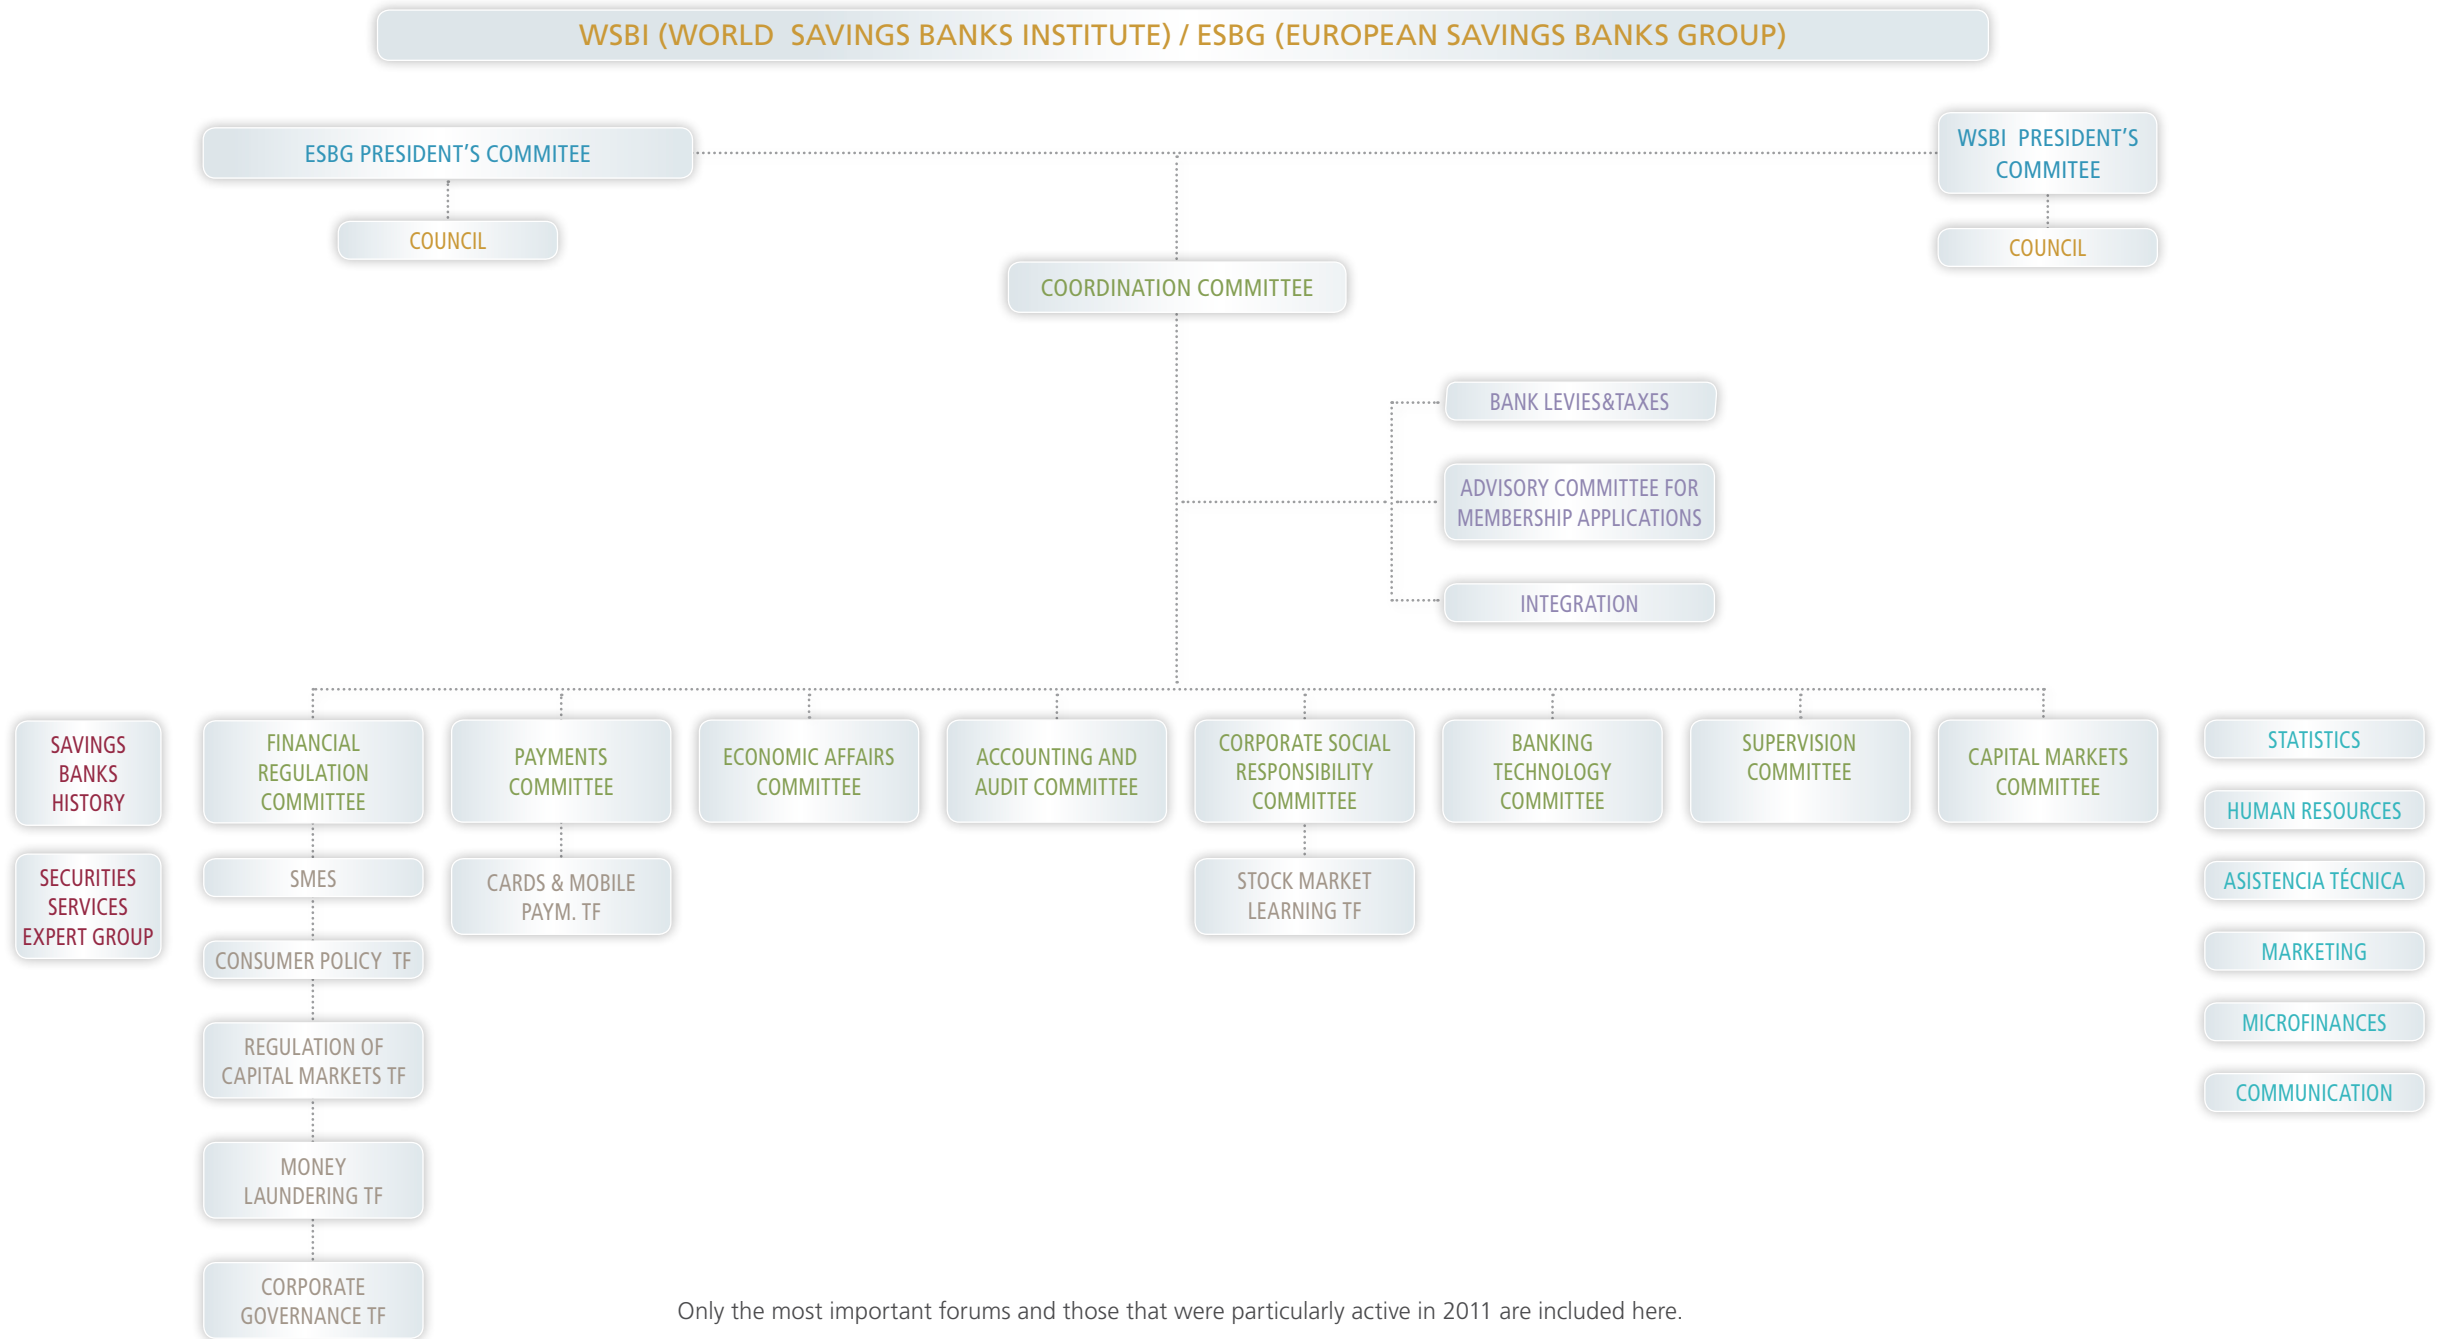 WSBI (WORLD SAVINGS BANKS INSTITUTE) / ESBG (EUROPEAN SAVINGS BANKS GROUP)
ESBG PRESIDENT'S COMMITEE
COUNCIL
WSBI PRESIDENT'S
COMMITEE
COUNCIL
COORDINATION COMMITTEE
BANK LEVIES&TAXES
ADVISORY COMMITTEE FOR
MEMBERSHIP APPLICATIONS
INTEGRATION
SAVINGS
BANKS
HISTORY
SECURITIES
SERVICES
EXPERT GROUP
FINANCIAL
REGULATION
COMMITTEE
SMES
CONSUMER POLICY TF
REGULATION OF
CAPITAL MARKETS TF
MONEY
LAUNDERING TF
CORPORATE
GOVERNANCE TF
PAYMENTS
COMMITTEE
CARDS & MOBILE
PAYM. TF
ECONOMIC AFFAIRS
COMMITTEE
ACCOUNTING AND
AUDIT COMMITTEE
CORPORATE SOCIAL
RESPONSIBILITY
COMMITTEE
STOCK MARKET
LEARNING TF
BANKING
TECHNOLOGY
COMMITTEE
SUPERVISION
COMMITTEE
CAPITAL MARKETS
COMMITTEE
STATISTICS
HUMAN RESOURCES
ASISTENCIA TÉCNICA
MARKETING
MICROFINANCES
COMMUNICATION
Only the most important forums and those that were particularly active in 2011 are included here.